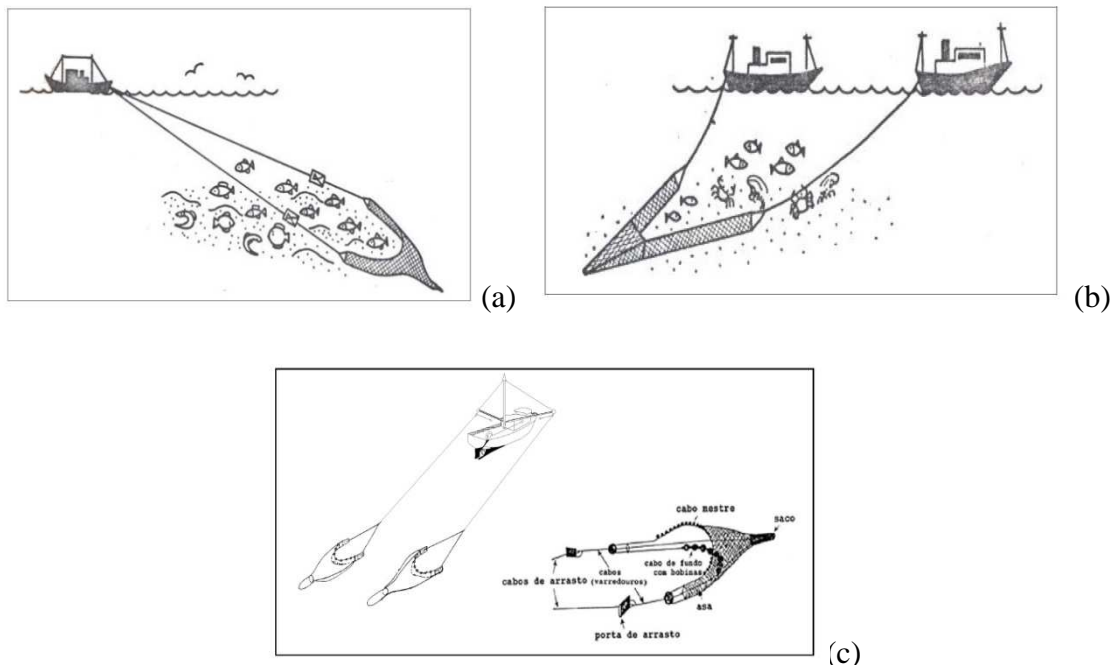 (a)
(b)
cabo mestre
saco
cabos de arrasto
cabos
(varredouros)
cabo de fundo
com bobinas
asa
porta de arrasto
(c)